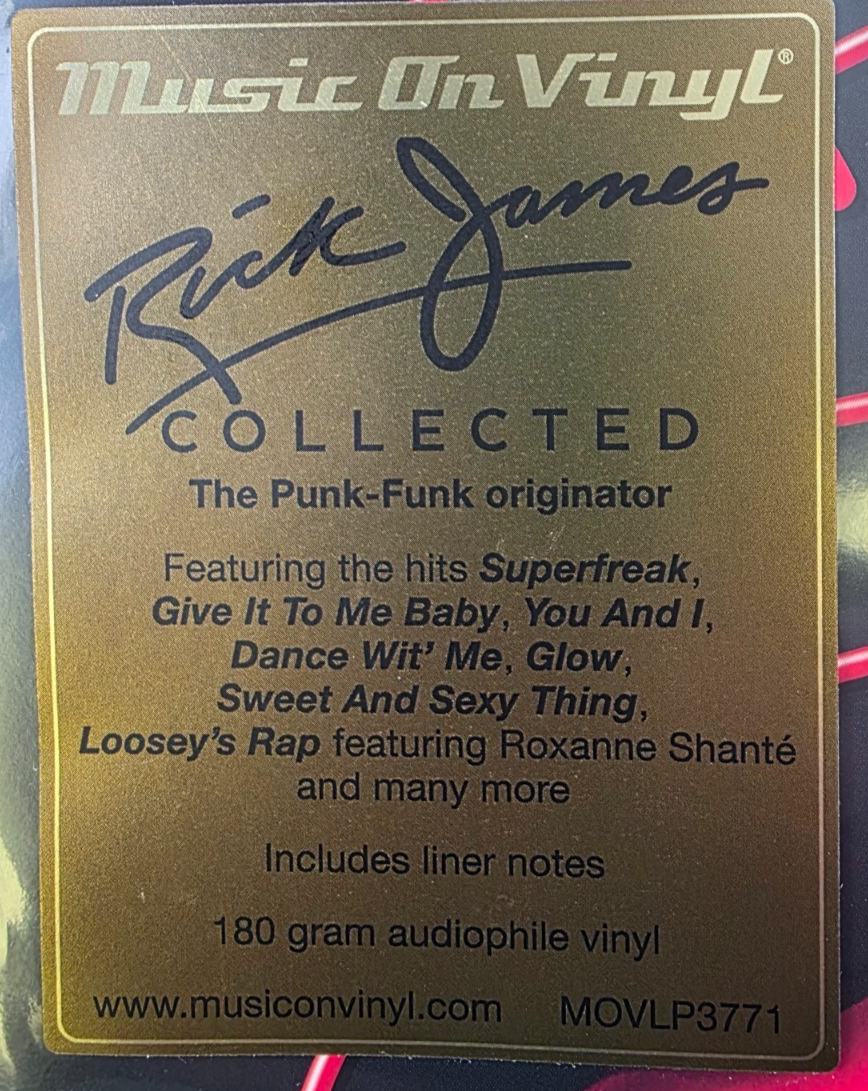 Music On Vinyl®
Rick James
COLLECTED
The Punk-Funk originator
Featuring the hits Superfreak,
Give It To Me Baby, You And I,
Dance Wit' Me, Glow,
Sweet And Sexy Thing,
Loosey's Rap featuring Roxanne Shanté
and many more
Includes liner notes
180 gram audiophile vinyl
www.musiconvinyl.com MOVLP3771